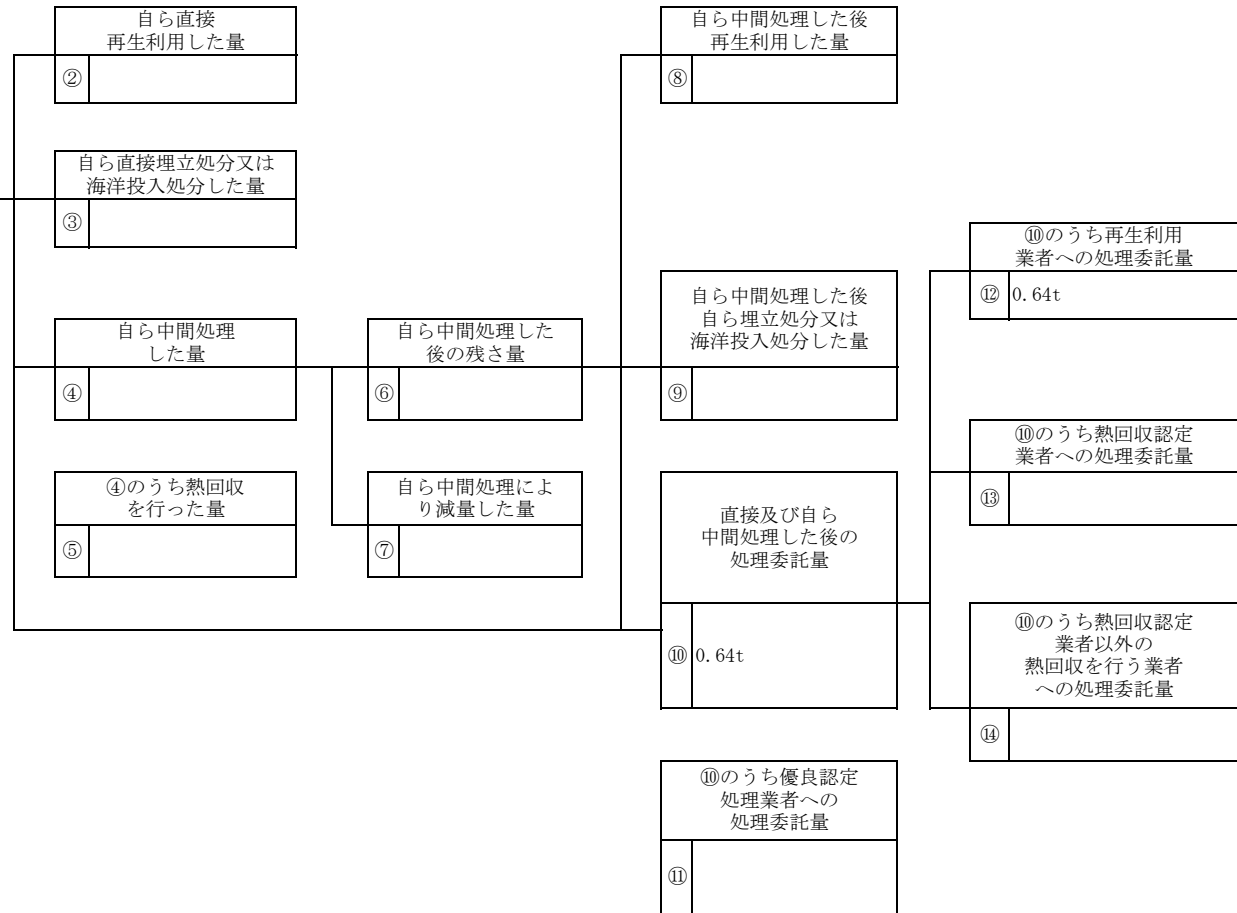 自ら直接
再生利用した量
②
自ら直接埋立処分又は
海洋投入処分した量
③
自ら中間処理
した量
④
④のうち熱回収
を行った量
⑤
自ら中間処理した
後の残さ量
⑥
自ら中間処理によ
り減量した量
⑦
自ら中間処理した後
再生利用した量
⑧
自ら中間処理した後
自ら埋立処分又は
海洋投入処分した量
⑨
直接及び自ら
中間処理した後の
処理委託量
⑩ 0.64t
⑩のうち優良認定
処理業者への
処理委託量
⑪
⑩のうち再生利用
業者への処理委託量
⑫ 0.64t
⑩のうち熱回収認定
業者への処理委託量
⑬
⑩のうち熱回収認定
業者以外の
熱回収を行う業者
への処理委託量
⑭